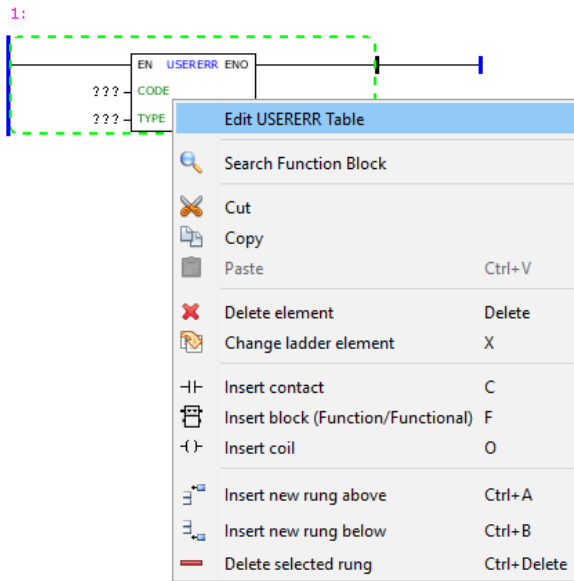 1:
EN USERERR ENO
??? CODE
??? TYPE
Edit USERERR Table
Search Function Block
Cut
Copy
Paste Ctrl+V
Delete element Delete
Change ladder element X
Insert contact C
Insert block (Function/Functional) F
Insert coil O
Insert new rung above Ctrl+A
Insert new rung below Ctrl+B
Delete selected rung Ctrl+Delete